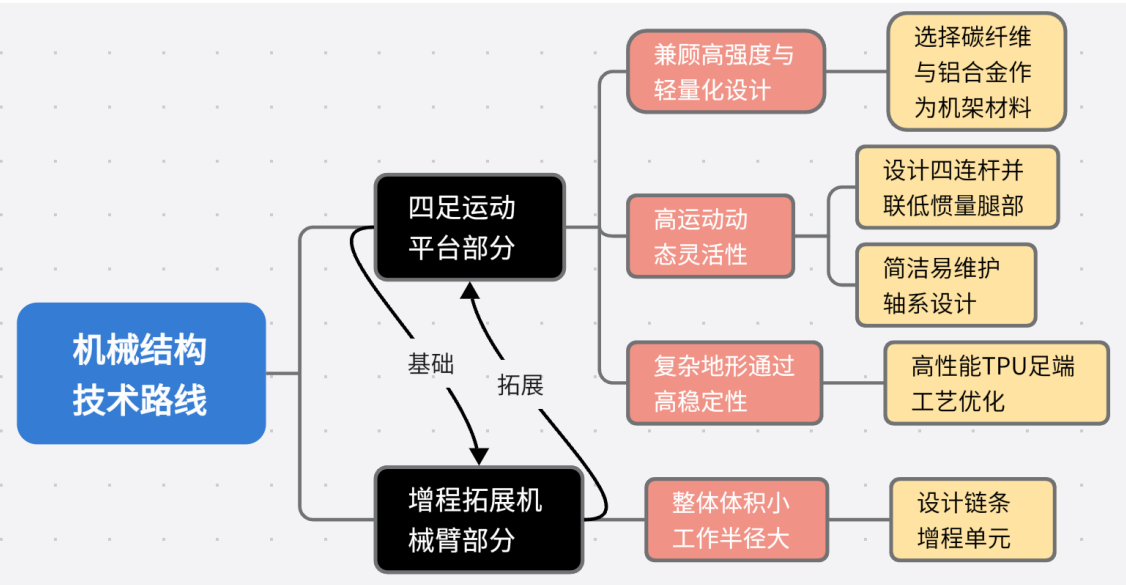 机械结构
技术路线
四足运动
平台部分
兼顾高强度与
轻量化设计
选择碳纤维
与铝合金作
为机架材料
高运动动
态灵活性
设计四连杆并
联低惯量腿部
简洁易维护
轴系设计
复杂地形通过
高稳定性
高性能TPU足端
工艺优化
基础
拓展
增程拓展机
械臂部分
整体体积小
工作半径大
设计链条
增程单元